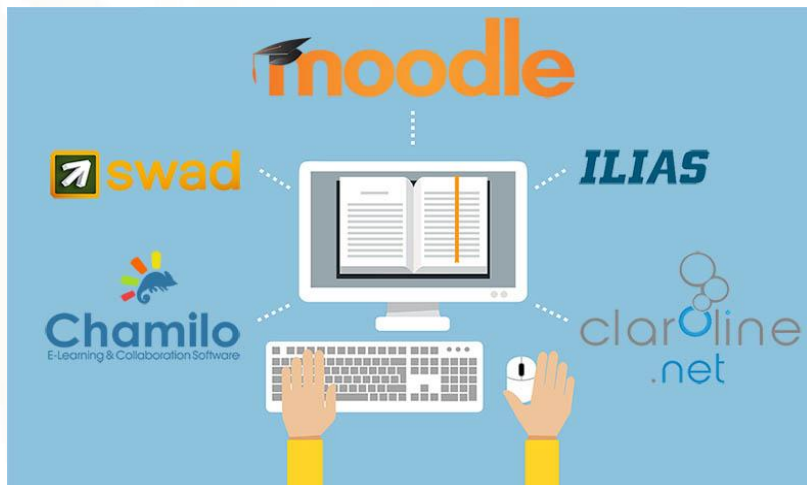 moodle
swad
ILIAS
Chamilo
E-Learning & Collaboration Software
claroline
.net